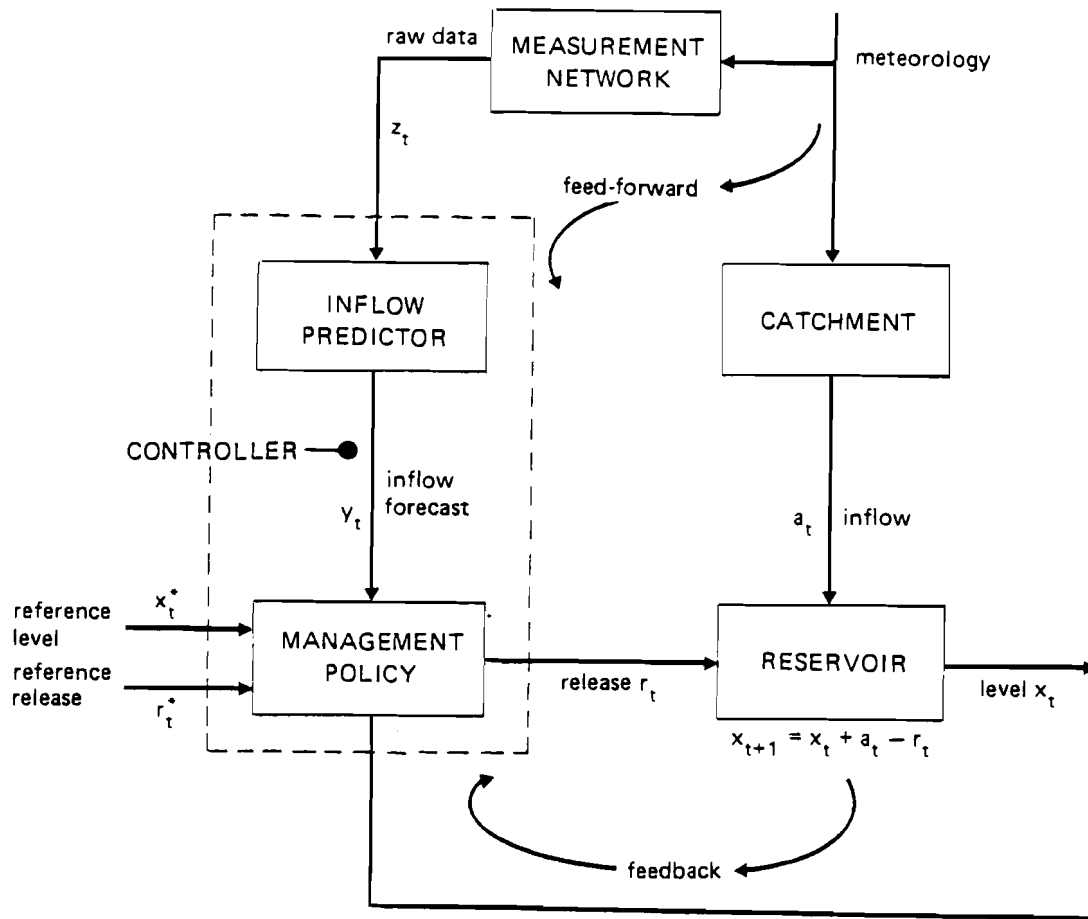 raw data
MEASUREMENT
NETWORK
meteorology
z_t
feed-forward
INFLOW
PREDICTOR
CATCHMENT
CONTROLLER
inflow
forecast
y_t
a_t inflow
reference
level
x_t^*
MANAGEMENT
POLICY
RESERVOIR
reference
release
r_t^*
release r_t
level x_t
x_{t+1} = x_t + a_t − r_t
feedback